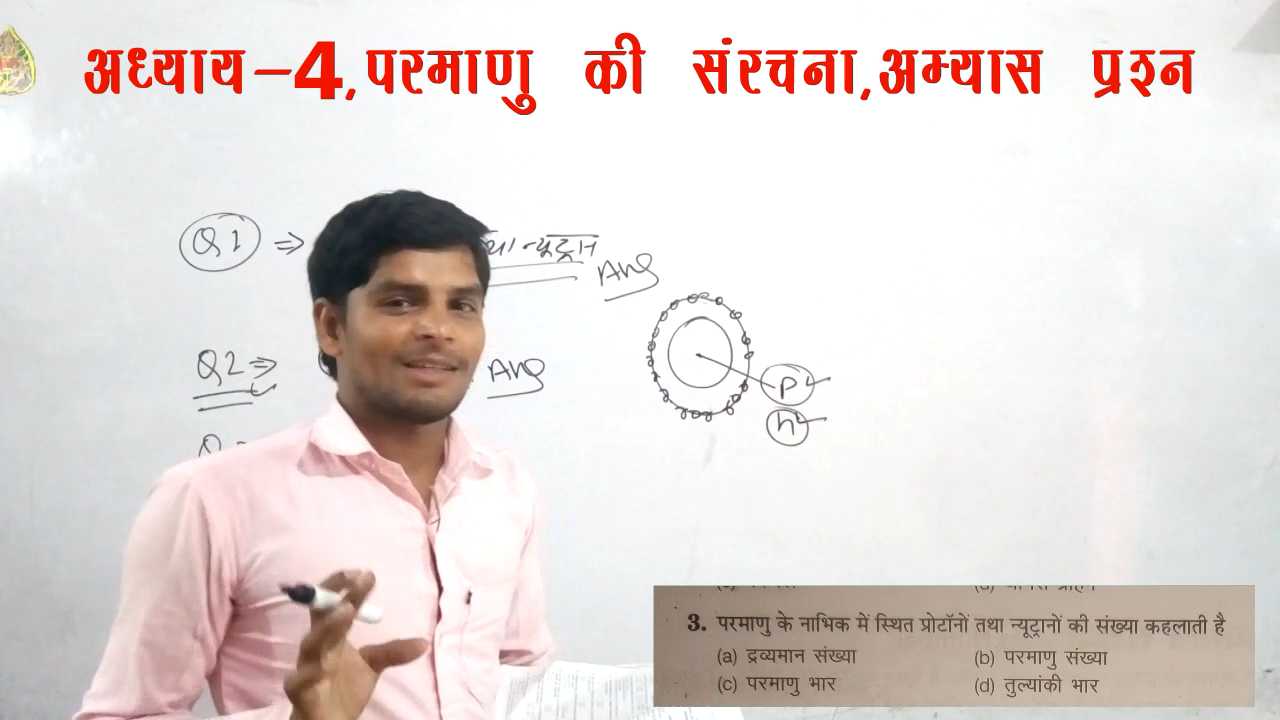 अध्याय-4, परमाणु की संरचना, अभ्यास प्रश्न
Q1 ⇒ न्यूट्रान
Ans
Q2 ⇒ Ans
P
n
3. परमाणु के नाभिक में स्थित प्रोटॉनों तथा न्यूट्रानों की संख्या कहलाती है
(a) द्रव्यमान संख्या (b) परमाणु संख्या
(c) परमाणु भार (d) तुल्यांकी भार